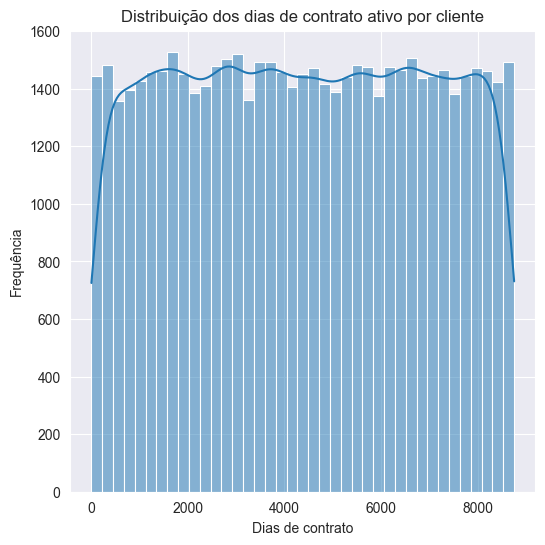 Distribuição dos dias de contrato ativo por cliente
1600
1400
1200
1000
800
600
400
200
0
Frequência
0 2000 4000 6000 8000
Dias de contrato